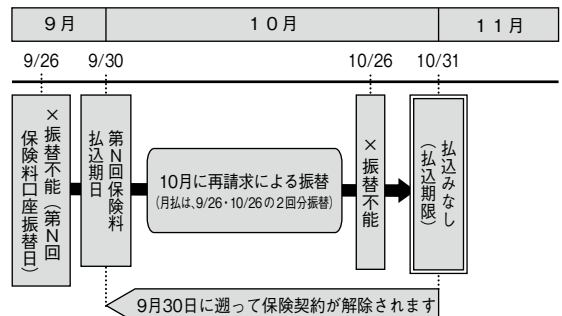 9月
10月
11月
9/26
9/30
10/26
10/31
×振替不能(第N回
保険料口座振替日)
第N回保険料
払込期日
10月に再請求による振替
(月払は、9/26・10/26の2回分振替)
×振替不能
払込みなし
(払込期限)
9月30日に遡って保険契約が解除されます